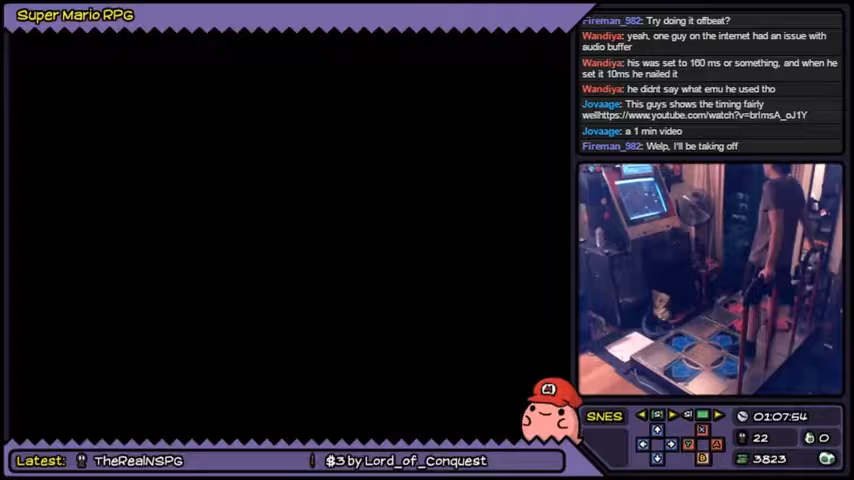 Super Mario RPG
Fireman_982: Try doing it offbeat?
Wandiya: yeah, one guy on the internet had an issue with
audio buffer
Wandiya: his was set to 160 ms or something, and when he
set it 10ms he nailed it
Wandiya: he didnt say what emu he used tho
Jovaage: This guys shows the timing fairly
wellhttps://www.youtube.com/watch?v=brImsA_oJ1Y
Jovaage: a 1 min video
Fireman_982: Welp, I'll be taking off
SNES
X
Y A
B
01:07:54
22
0
3823
Latest: TheRealNSPG
$3 by Lord_of_Conquest